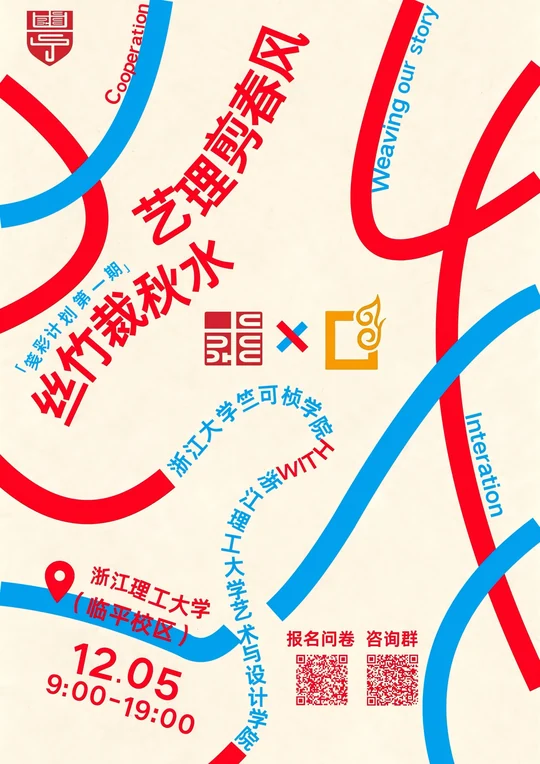 Cooperation
Weaving our story
艺理剪春风
「笺彩计划 第一期」
丝竹裁秋水
浙江大学竺可桢学院
WITH
浙江理工大学艺术与设计学院
Interation
浙江理工大学
(临平校区)
12.05
9:00-19:00
报名问卷 咨询群